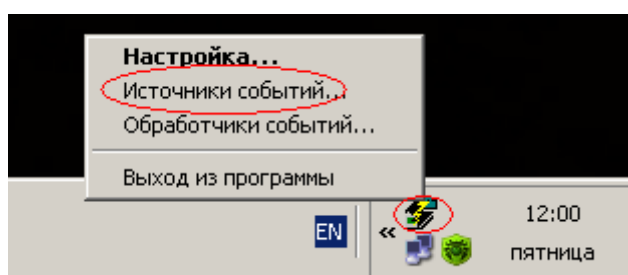 Настройка...
Источники событий...
Обработчики событий...
Выход из программы
EN
«
12:00
пятница